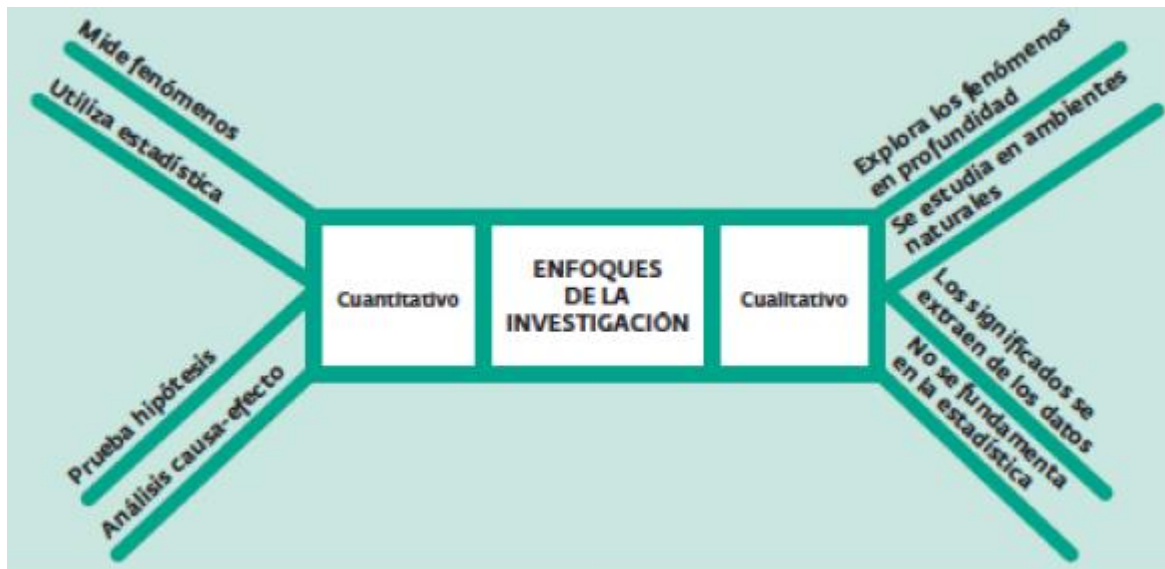 Mide fenómenos
Utiliza estadística
Prueba hipótesis
Análisis causa-efecto
Cuantitativo
ENFOQUES
DE LA
INVESTIGACIÓN
Cualitativo
Explora los fenómenos
en profundidad
Se estudia en ambientes
naturales
Los significados se
extraen de los datos
No se fundamenta
en la estadística